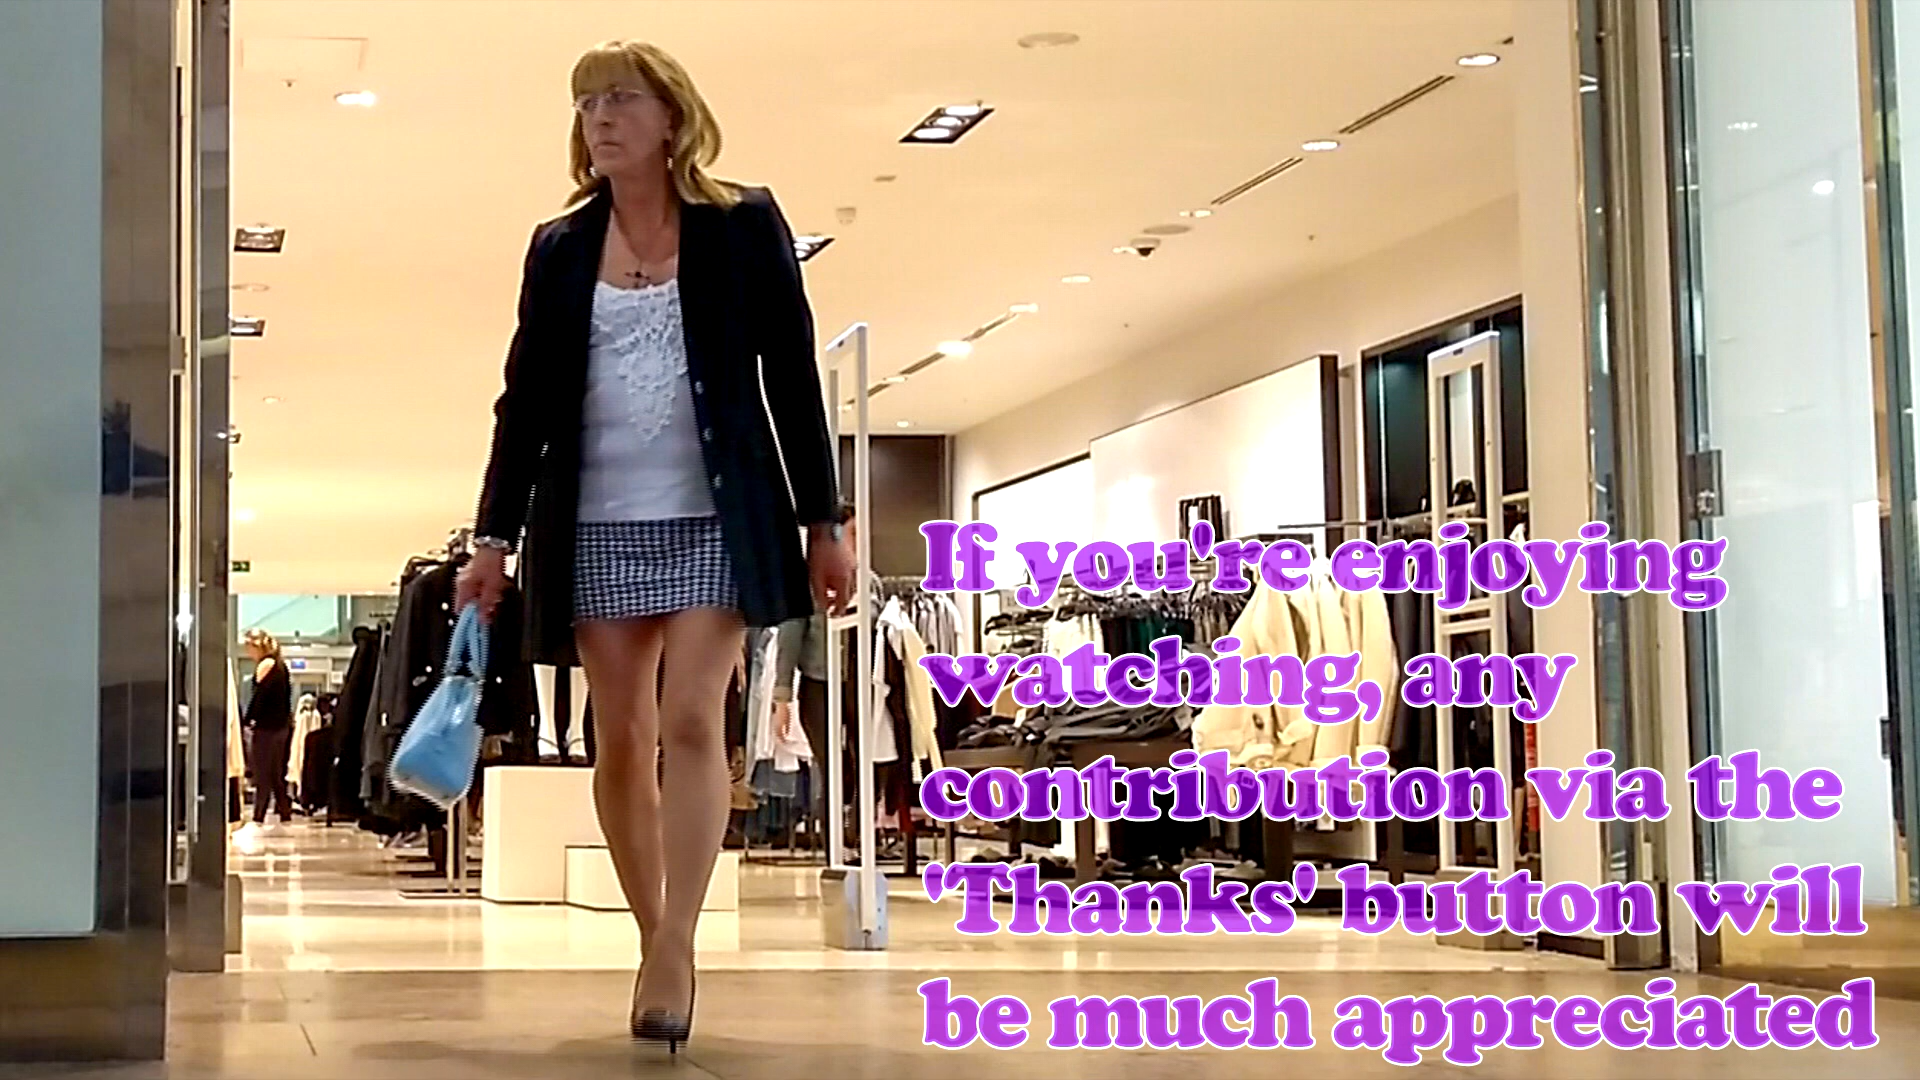 If you're enjoying
watching, any
contribution via the
'Thanks' button will
be much appreciated